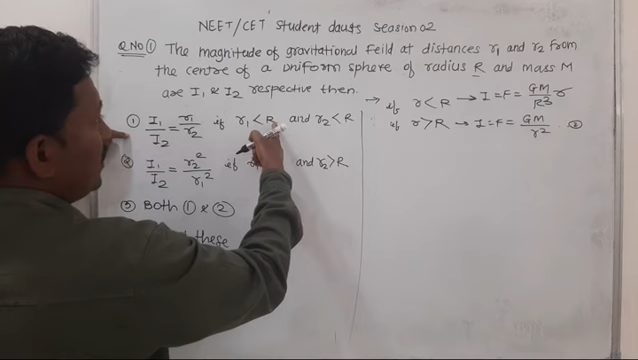 NEET/CET student dauts Seasion 02
Q.NO ① The magnitude of gravitational feild at distances r₁ and r₂ from
the centre of a uniform sphere of radius R and mass M
are I₁ & I₂ respective then.
① I₁/I₂ = r₁/r₂ if r₁ < R and r₂ < R
② I₁/I₂ = r₂²/r₁² if and r₂ > R
③ Both ① & ②
these
→ if r < R → I = F = GM/R³ r
if r > R → I = F = GM/r² ②